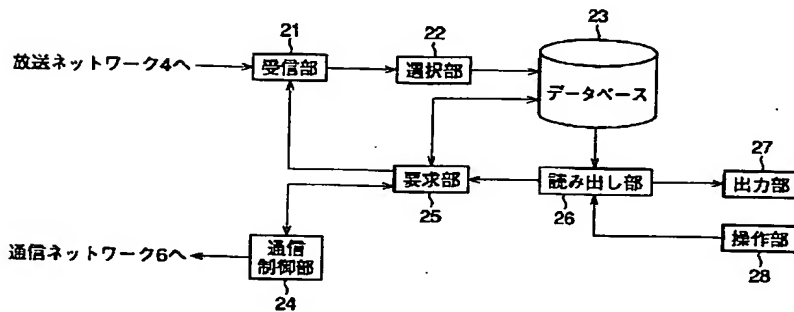 21
22
23
放送ネットワーク4へ
受信部
選択部
データベース
27
要求部
読み出し部
出力部
25
26
通信ネットワーク6へ
通信
制御部
操作部
24
28